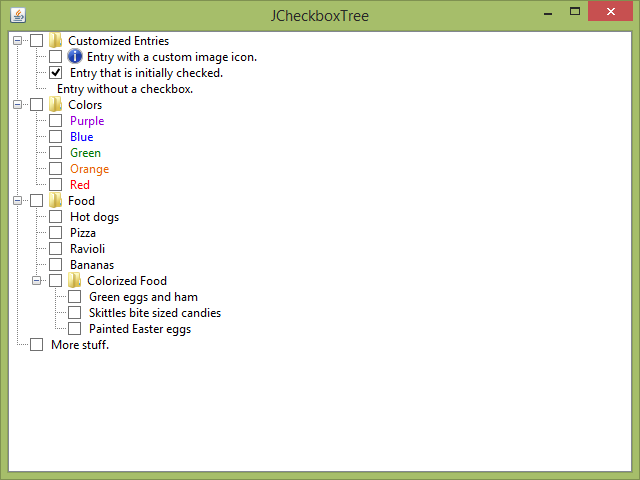 JCheckboxTree
Customized Entries
Entry with a custom image icon.
Entry that is initially checked.
Entry without a checkbox.
Colors
Purple
Blue
Green
Orange
Red
Food
Hot dogs
Pizza
Ravioli
Bananas
Colorized Food
Green eggs and ham
Skittles bite sized candies
Painted Easter eggs
More stuff.